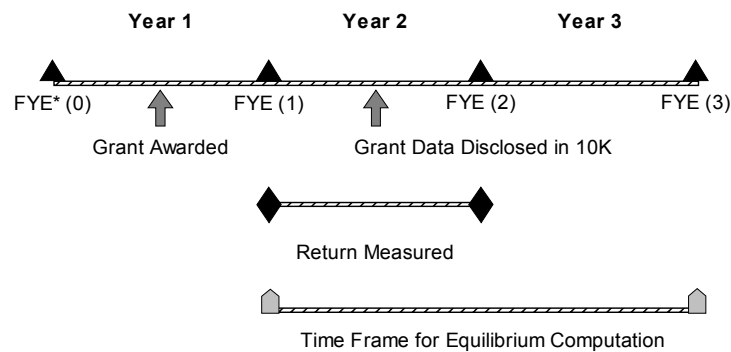 Year 1 Year 2 Year 3
FYE* (0) FYE (1) FYE (2) FYE (3)
Grant Awarded Grant Data Disclosed in 10K
Return Measured
Time Frame for Equilibrium Computation